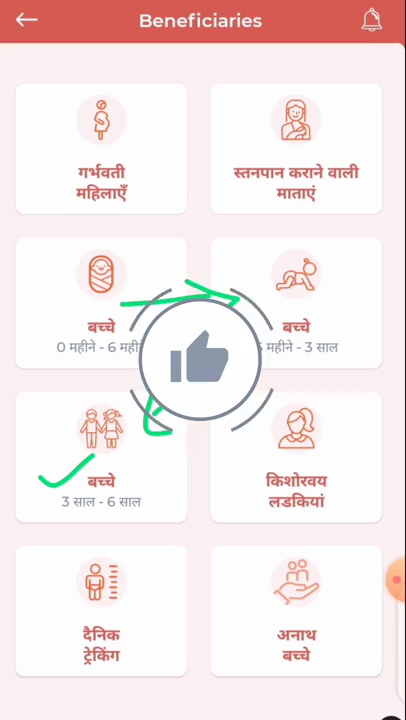 Beneficiaries
गर्भवती
महिलाएँ
स्तनपान कराने वाली
माताएं
बच्चे
0 महीने - 6
बच्चे
महीने - 3 साल
बच्चे
3 साल - 6 साल
किशोरवय
लडकियां
दैनिक
ट्रेकिंग
अनाथ
बच्चे